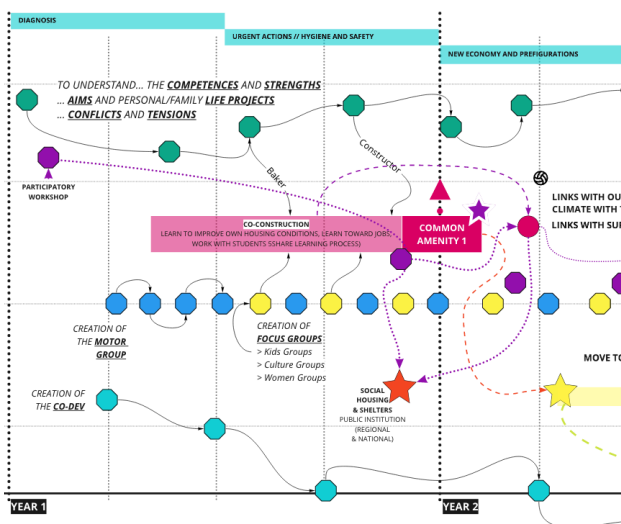 DIAGNOSIS
URGENT ACTIONS // HYGIENE AND SAFETY
NEW ECONOMY AND PREFIGURATIONS
TO UNDERSTAND... THE COMPETENCES AND STRENGTHS
... AIMS AND PERSONAL/FAMILY LIFE PROJECTS
... CONFLICTS AND TENSIONS
Constructor
Baker
PARTICIPATORY
WORKSHOP
LINKS WITH OU
CLIMATE WITH
LINKS WITH SU
CO-CONSTRUCTION
LEARN TO IMPROVE OWN HOUSING CONDITIONS, LEARN TOWARD JOBS,
WORK WITH STUDENTS SSHARE LEARNING PROCESS)
COMMON
AMENITY 1
CREATION OF
THE MOTOR
GROUP
CREATION OF
FOCUS GROUPS
> Kids Groups
> Culture Groups
> Women Groups
MOVE TO
CREATION OF
THE CO-DEV
SOCIAL
HOUSING
& SHELTERS
PUBLIC INSTITUTION
(REGIONAL
& NATIONAL)
YEAR 1
YEAR 2